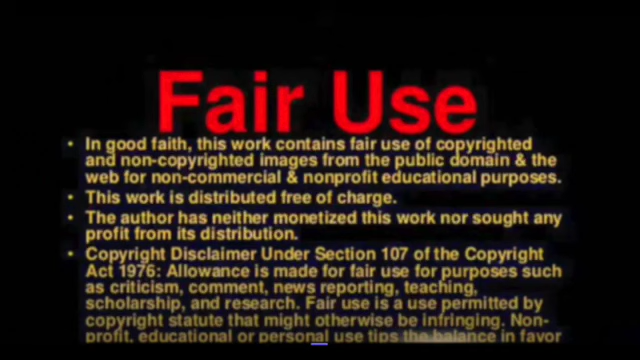 Fair Use
• In good faith, this work contains fair use of copyrighted
and non-copyrighted images from the public domain & the
web for non-commercial & nonprofit educational purposes.
• This work is distributed free of charge.
• The author has neither monetized this work nor sought any
profit from its distribution.
• Copyright Disclaimer Under Section 107 of the Copyright
Act 1976: Allowance is made for fair use for purposes such
as criticism, comment, news reporting, teaching,
scholarship, and research. Fair use is a use permitted by
copyright statute that might otherwise be infringing. Non-
profit, educational or personal use tips the balance in favor